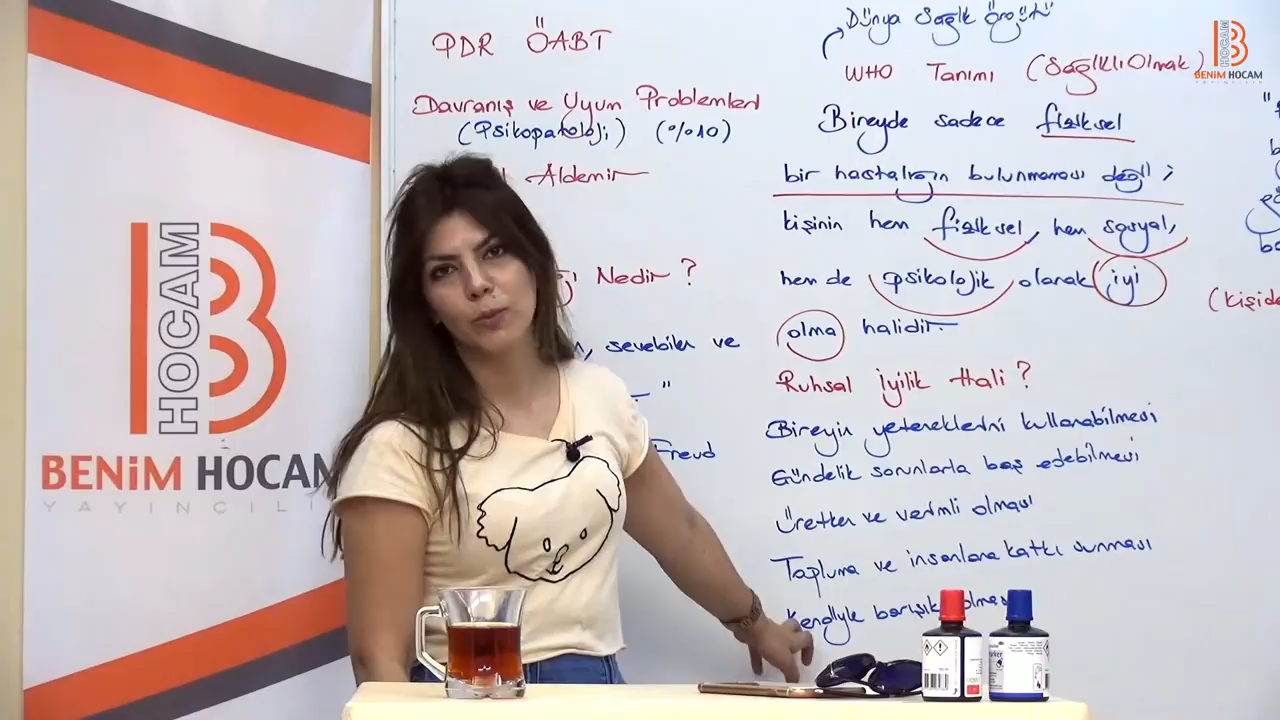 PDR ÖABT
Davranış ve Uyum Problemleri
(Psikopatoloji) (%10)
Aldemir
Nedir ?
sevebilen ve
"
Freud
Dünya Sağlık Örgütü
WHO Tanımı (Sağlıklı Olmak)
Bireyde sadece fiziksel
bir hastalığın bulunmaması değil ;
kişinin hem fiziksel, hem sosyal,
hem de psikolojik olarak iyi
olma halidir.
Ruhsal İyilik Hali ?
Bireyin yeteneklerini kullanabilmesi
Gündelik sorunlarla baş edebilmesi
Üretken ve verimli olması
Topluma ve insanlara katkı sunması
Kendiyle barışık olması
(Kişide
B
HOCAM
BENİM HOCAM
YAYINCILI
HOCAM
BENİM HOCAM
YAYINCILIK